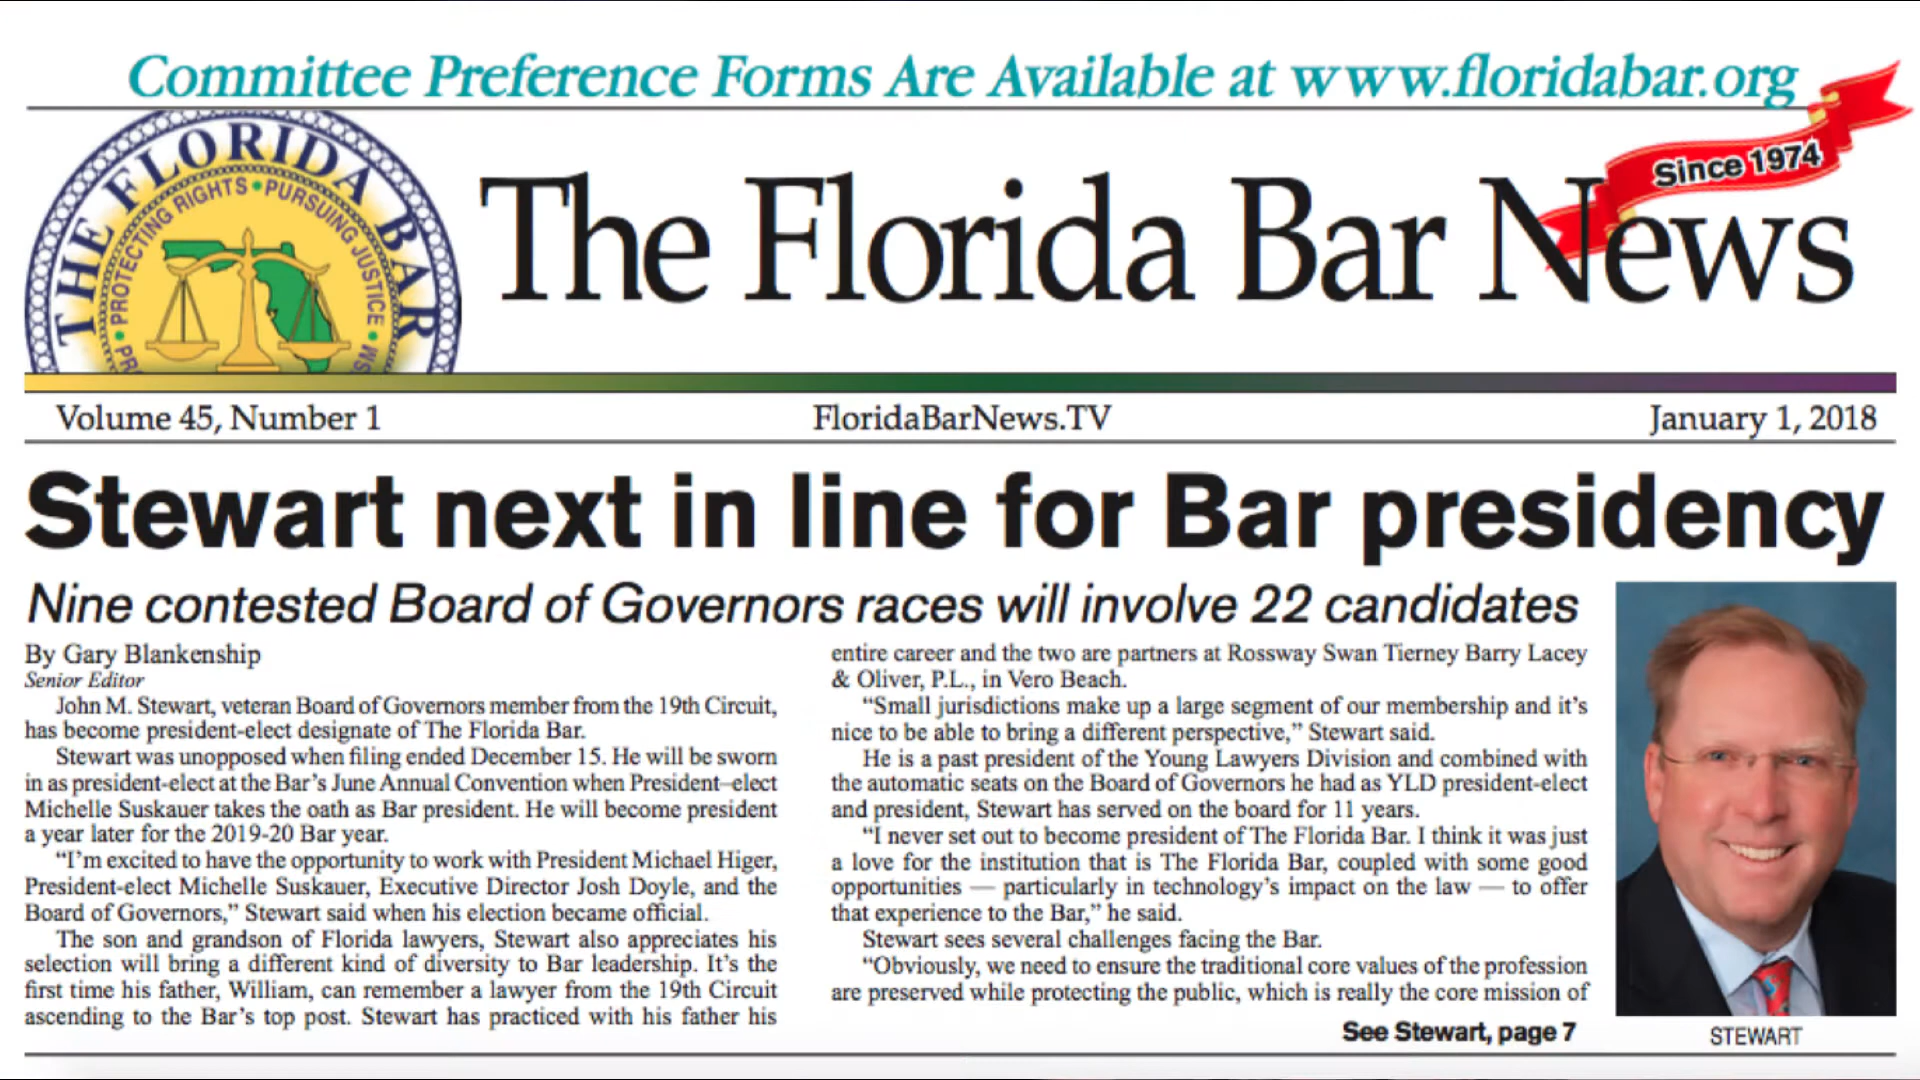 Committee Preference Forms Are Available at www.floridabar.org
THE FLORIDA BAR
PROTECTING RIGHTS • PURSUING JUSTICE •
The Florida Bar News
Since 1974
Volume 45, Number 1
FloridaBarNews.TV
January 1, 2018
Stewart next in line for Bar presidency
Nine contested Board of Governors races will involve 22 candidates
By Gary Blankenship
Senior Editor
John M. Stewart, veteran Board of Governors member from the 19th Circuit,
has become president-elect designate of The Florida Bar.
Stewart was unopposed when filing ended December 15. He will be sworn
in as president-elect at the Bar’s June Annual Convention when President–elect
Michelle Suskauer takes the oath as Bar president. He will become president
a year later for the 2019-20 Bar year.
“I’m excited to have the opportunity to work with President Michael Higer,
President-elect Michelle Suskauer, Executive Director Josh Doyle, and the
Board of Governors,” Stewart said when his election became official.
The son and grandson of Florida lawyers, Stewart also appreciates his
selection will bring a different kind of diversity to Bar leadership. It’s the
first time his father, William, can remember a lawyer from the 19th Circuit
ascending to the Bar’s top post. Stewart has practiced with his father his
entire career and the two are partners at Rossway Swan Tierney Barry Lacey
& Oliver, P.L., in Vero Beach.
“Small jurisdictions make up a large segment of our membership and it’s
nice to be able to bring a different perspective,” Stewart said.
He is a past president of the Young Lawyers Division and combined with
the automatic seats on the Board of Governors he had as YLD president-elect
and president, Stewart has served on the board for 11 years.
“I never set out to become president of The Florida Bar. I think it was just
a love for the institution that is The Florida Bar, coupled with some good
opportunities — particularly in technology’s impact on the law — to offer
that experience to the Bar,” he said.
Stewart sees several challenges facing the Bar.
“Obviously, we need to ensure the traditional core values of the profession
are preserved while protecting the public, which is really the core mission of
See Stewart, page 7
STEWART